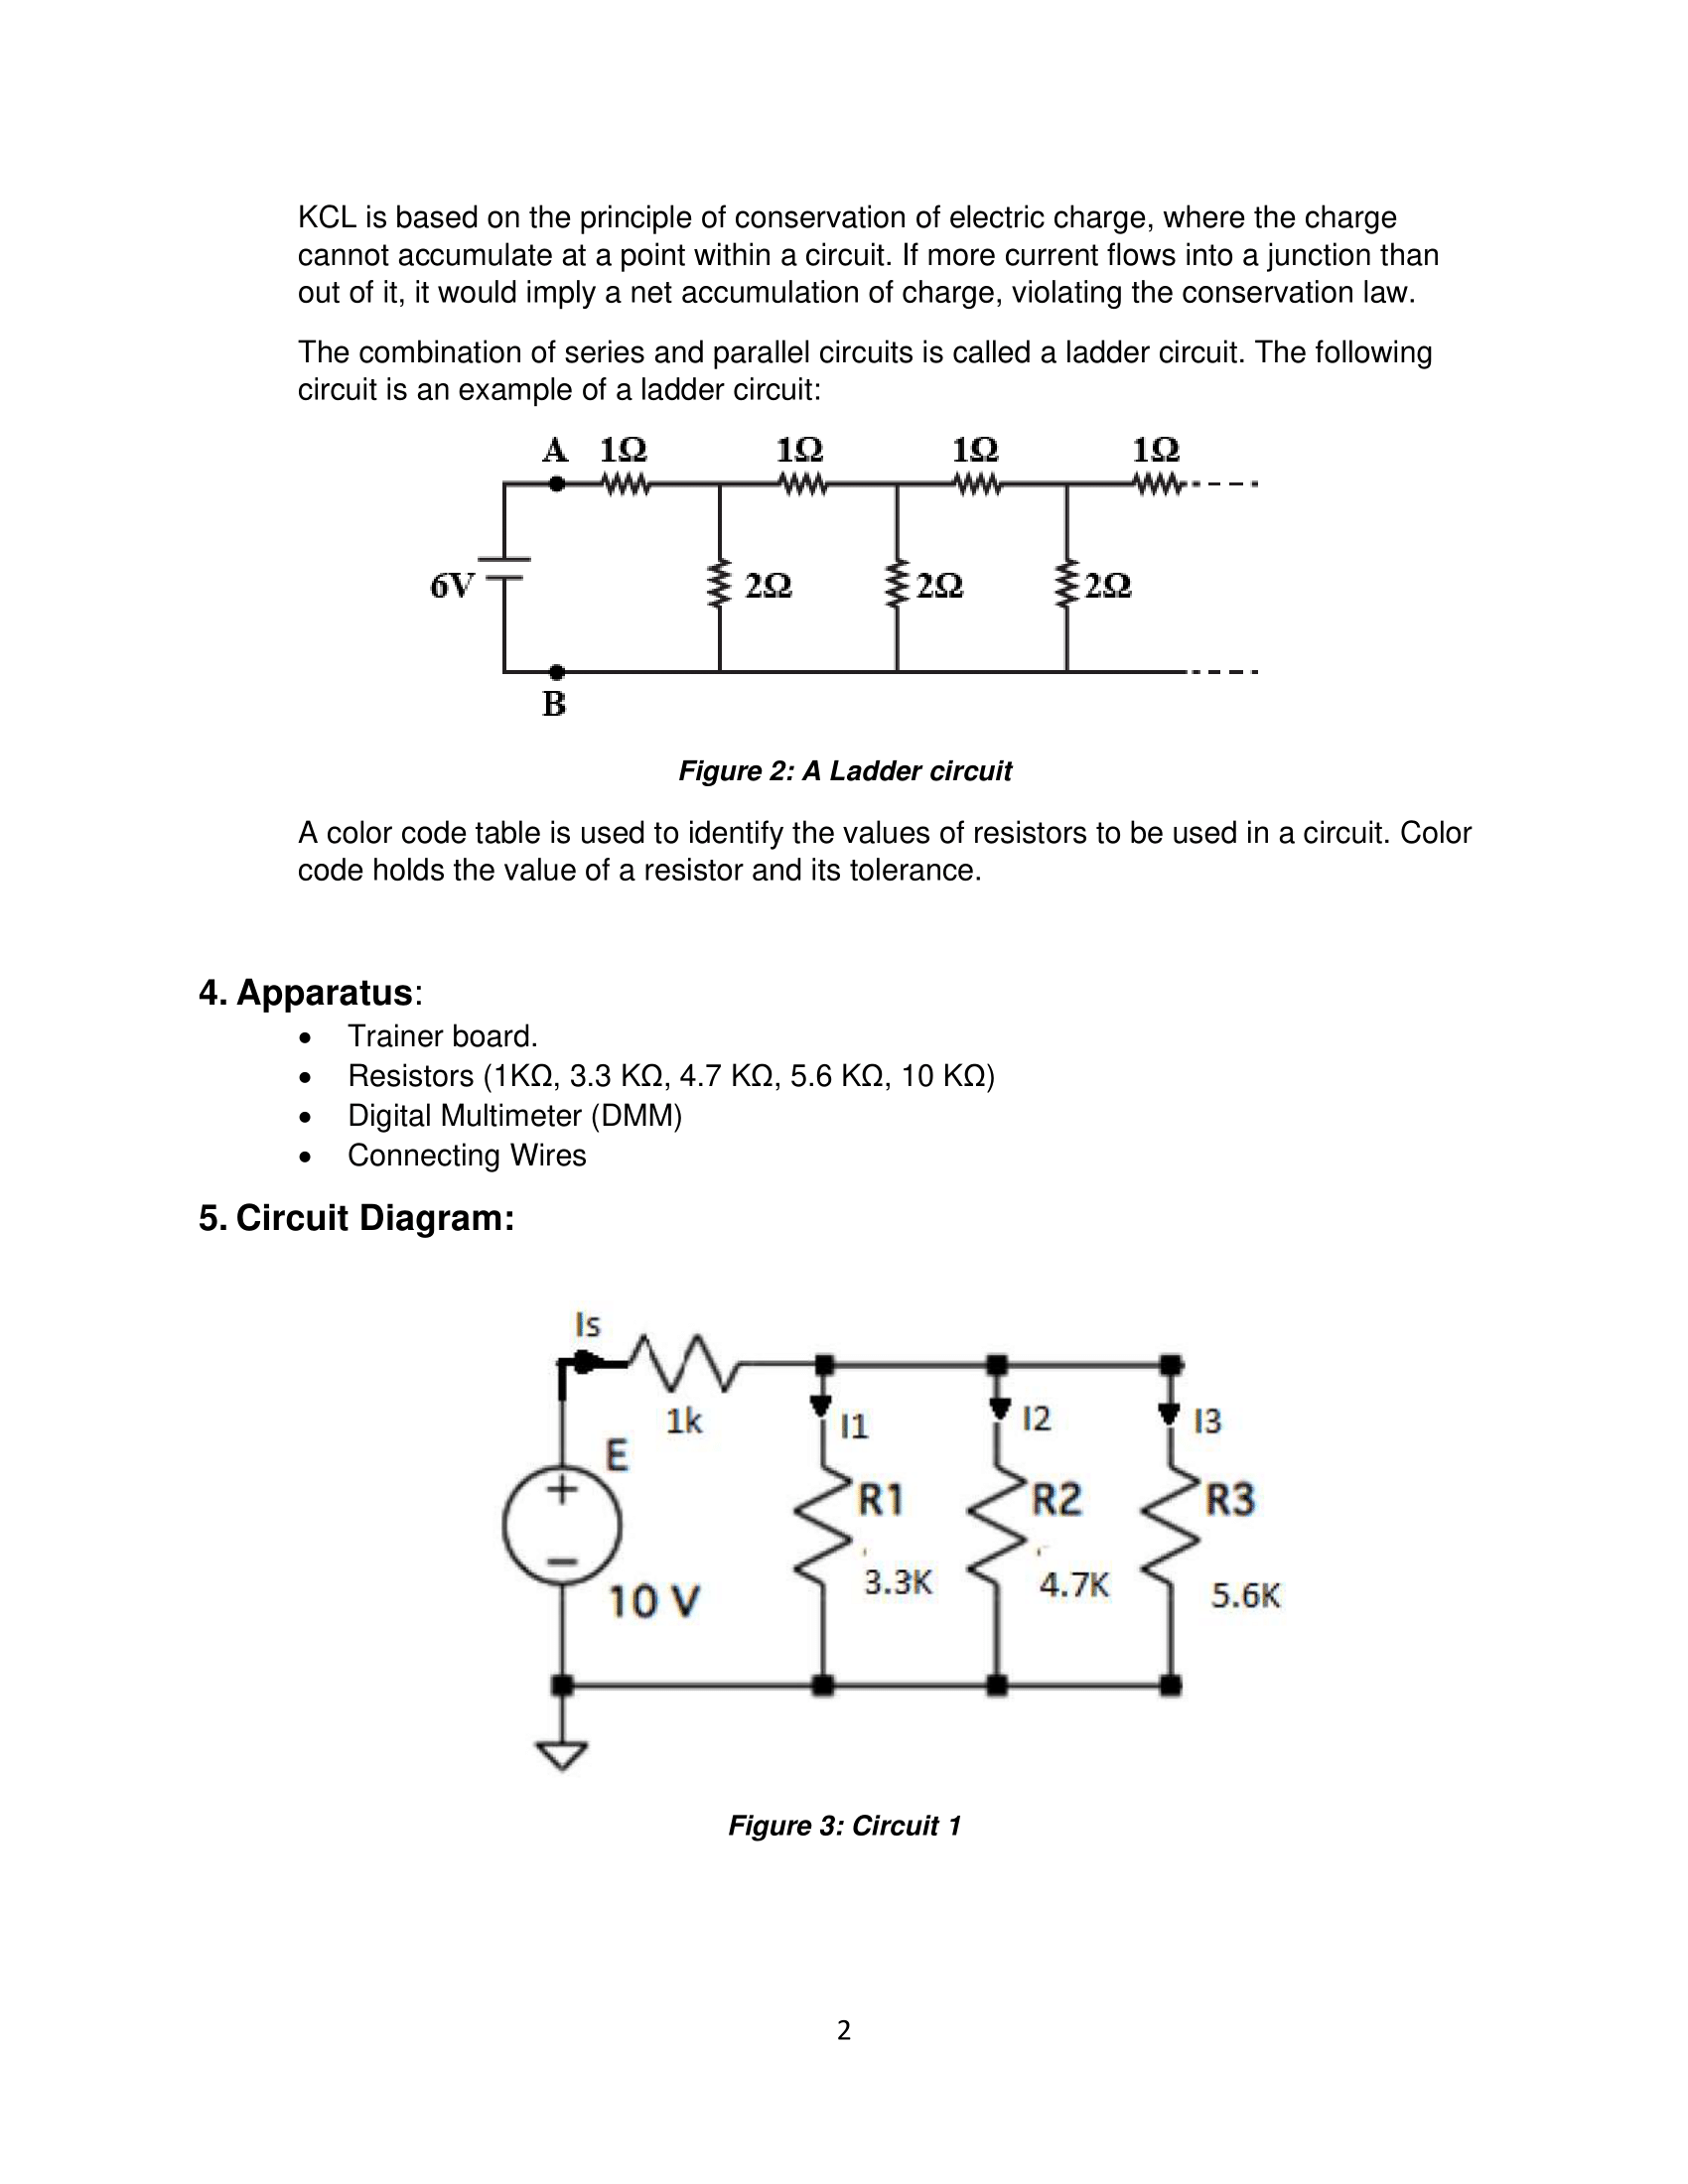 KCL is based on the principle of conservation of electric charge, where the charge
cannot accumulate at a point within a circuit. If more current flows into a junction than
out of it, it would imply a net accumulation of charge, violating the conservation law.
The combination of series and parallel circuits is called a ladder circuit. The following
circuit is an example of a ladder circuit:
A 1Ω 1Ω 1Ω 1Ω
6V 2Ω 2Ω 2Ω
B
Figure 2: A Ladder circuit
A color code table is used to identify the values of resistors to be used in a circuit. Color
code holds the value of a resistor and its tolerance.
4. Apparatus:
• Trainer board.
• Resistors (1KΩ, 3.3 KΩ, 4.7 KΩ, 5.6 KΩ, 10 KΩ)
• Digital Multimeter (DMM)
• Connecting Wires
5. Circuit Diagram:
Is
1k I1 I2 I3
E
+ R1 R2 R3
−
10 V 3.3K 4.7K 5.6K
Figure 3: Circuit 1
2